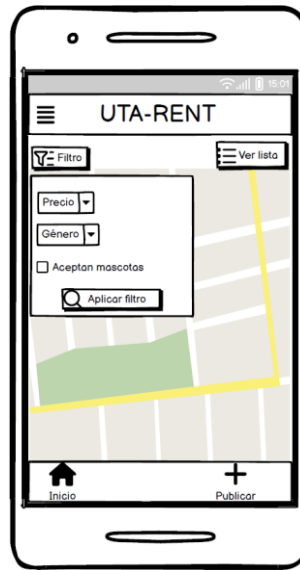 15:01
UTA-RENT
Filtro
Ver lista
Precio
Género
Aceptan mascotas
Aplicar filtro
Inicio
Publicar